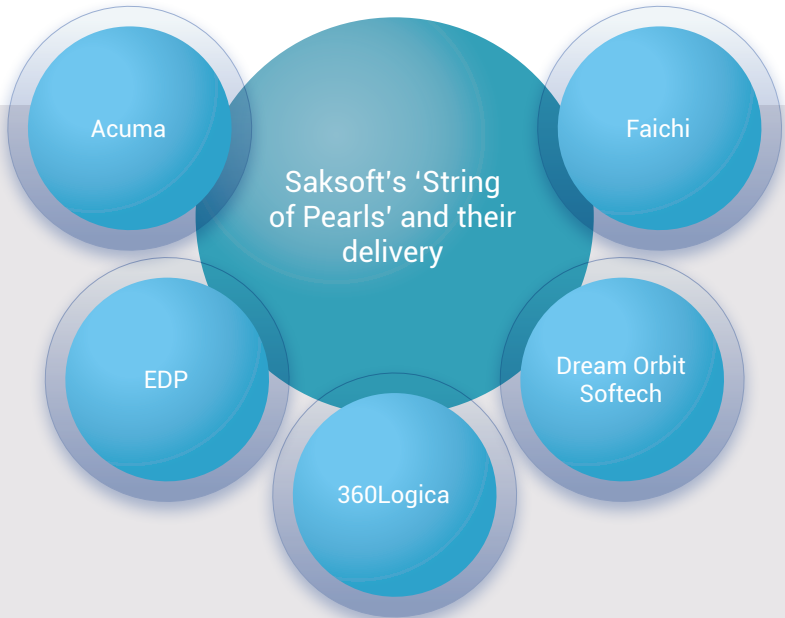 Acuma
Faichi
Saksoft's ‘String
of Pearls’ and their
delivery
EDP
Dream Orbit
Softech
360Logica